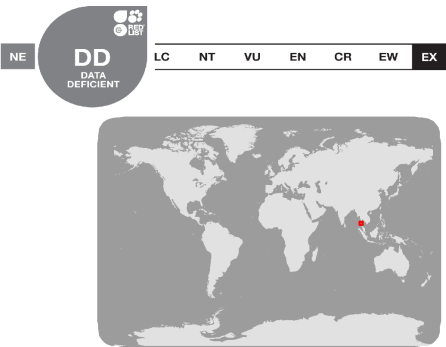 RED
LIST
NE DD LC NT VU EN CR EW EX
DATA
DEFICIENT